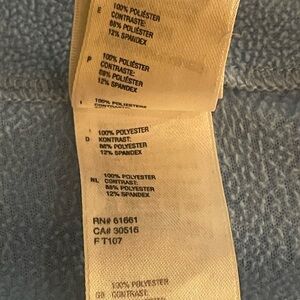 E 100% POLIÉSTER
CONTRASTE:
88% POLIÉSTER
12% SPANDEX
P 100% POLIÉSTER
CONTRASTE:
88% POLIÉSTER
12% SPANDEX
I 100% POLIESTERE
D 100% POLYESTER
KONTRAST:
88% POLYESTER
12% SPANDEX
NL 100% POLYESTER
CONTRAST:
88% POLYESTER
12% SPANDEX
RN# 61661
CA# 30516
F T107
100% POLYESTER
GB CONTRAST: